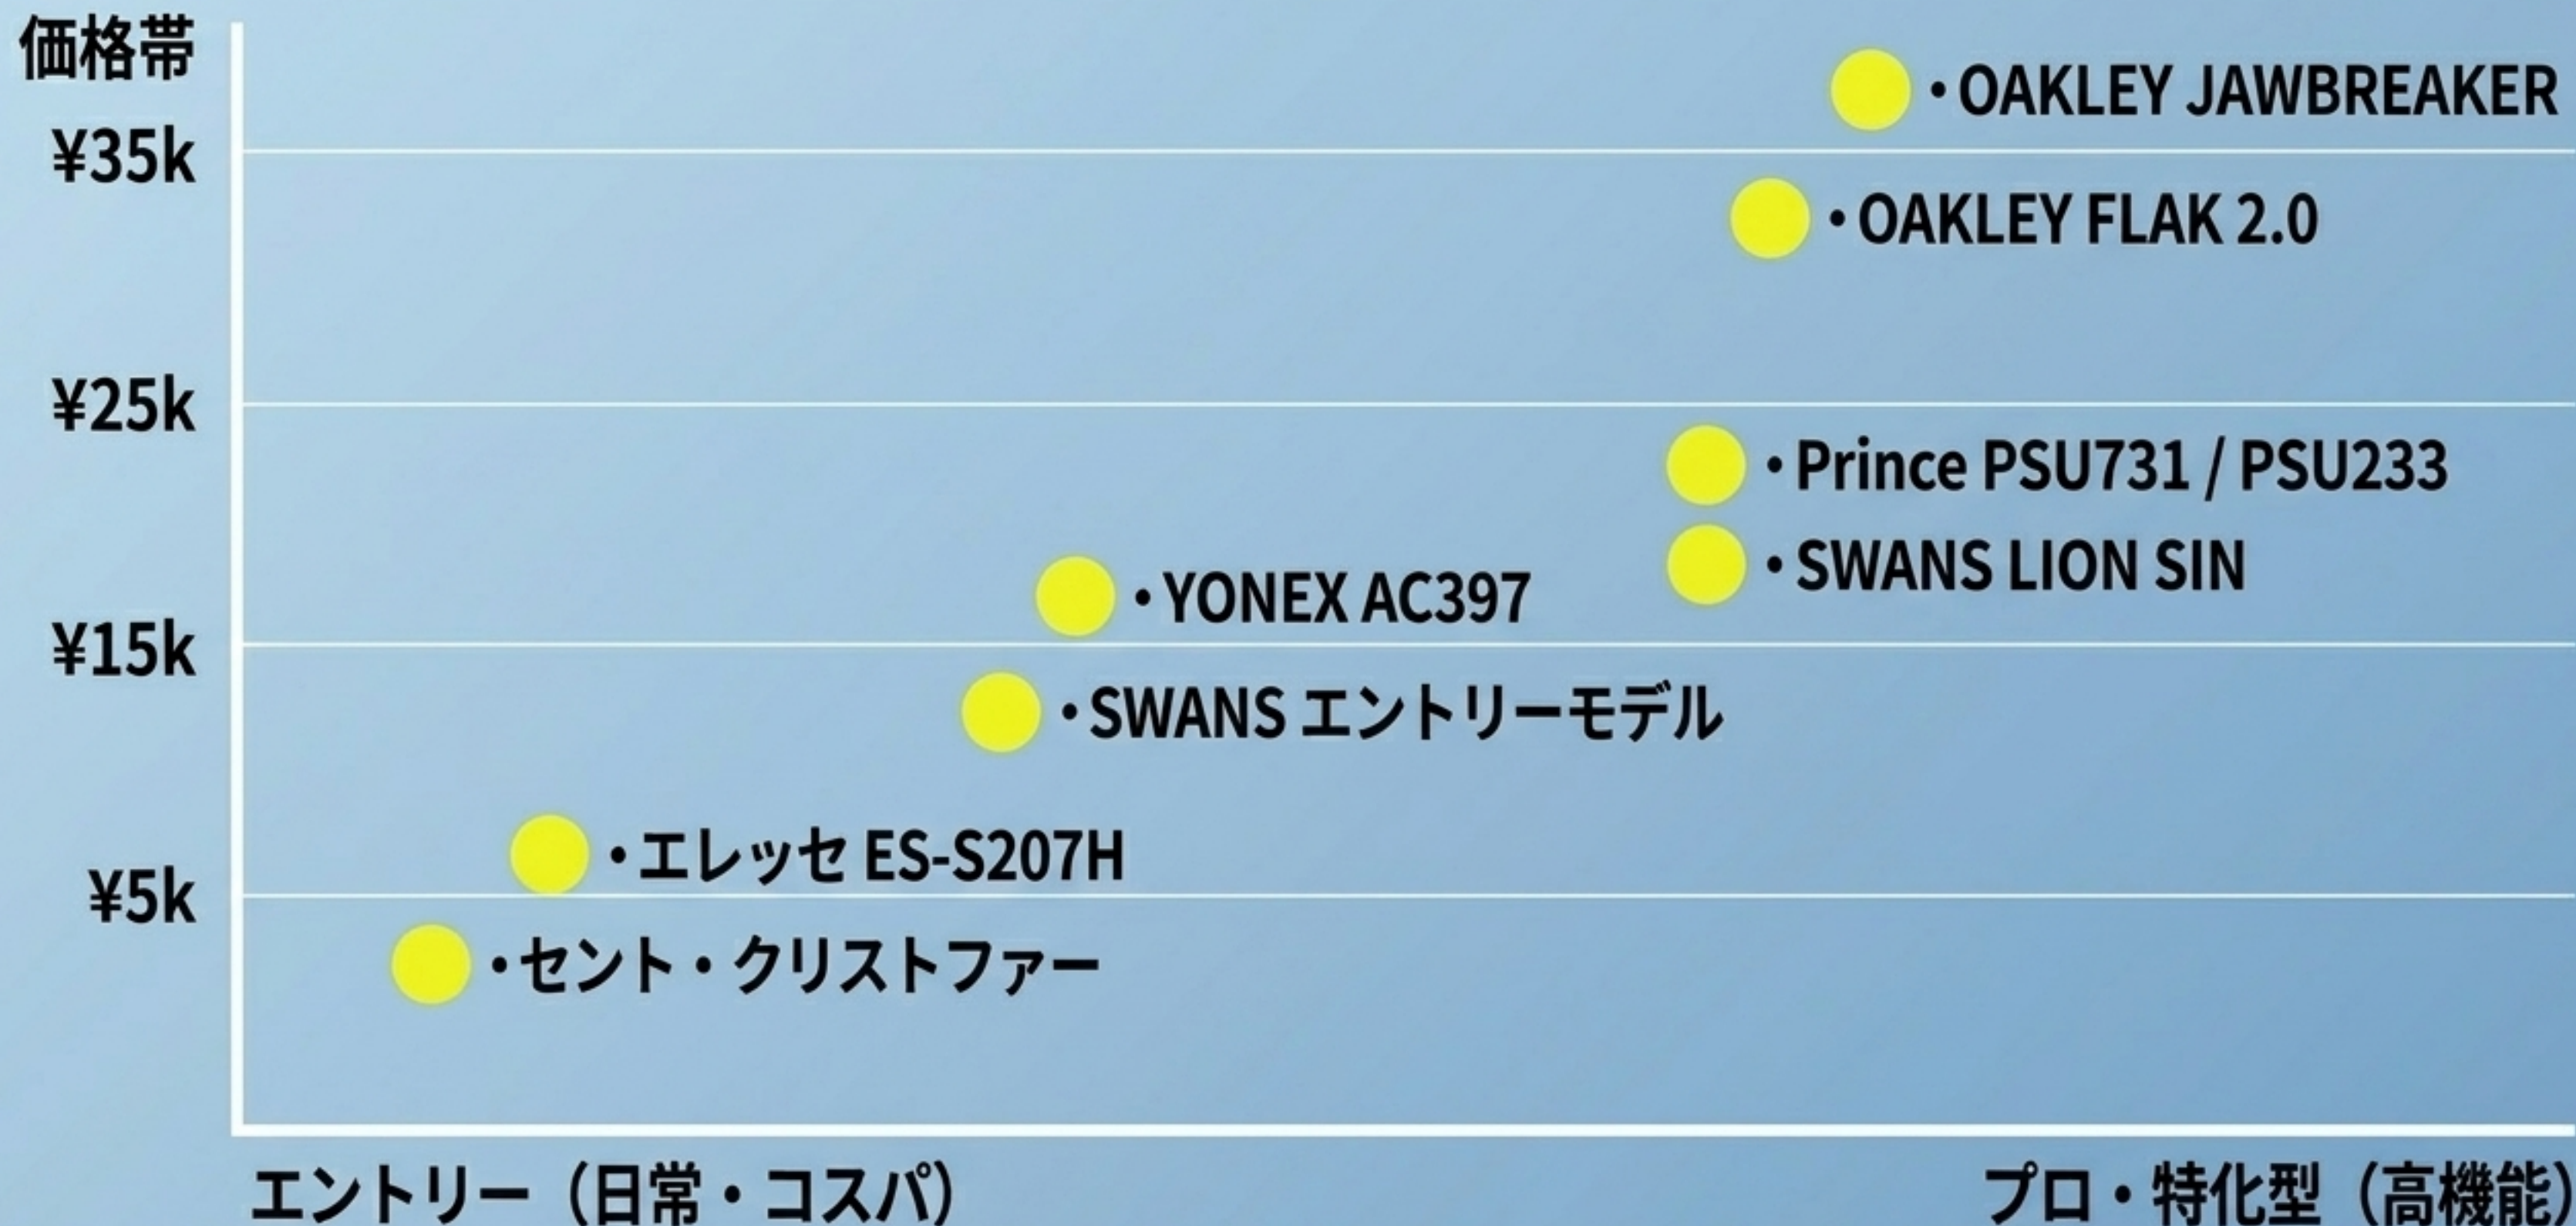 価格帯
・OAKLEY JAWBREAKER
¥35k
・OAKLEY FLAK 2.0
¥25k
・Prince PSU731 / PSU233
・SWANS LION SIN
・YONEX AC397
¥15k
・SWANS エントリーモデル
・エレッセ ES-S207H
¥5k
・セント・クリストファー
エントリー（日常・コスパ）
プロ・特化型（高機能）